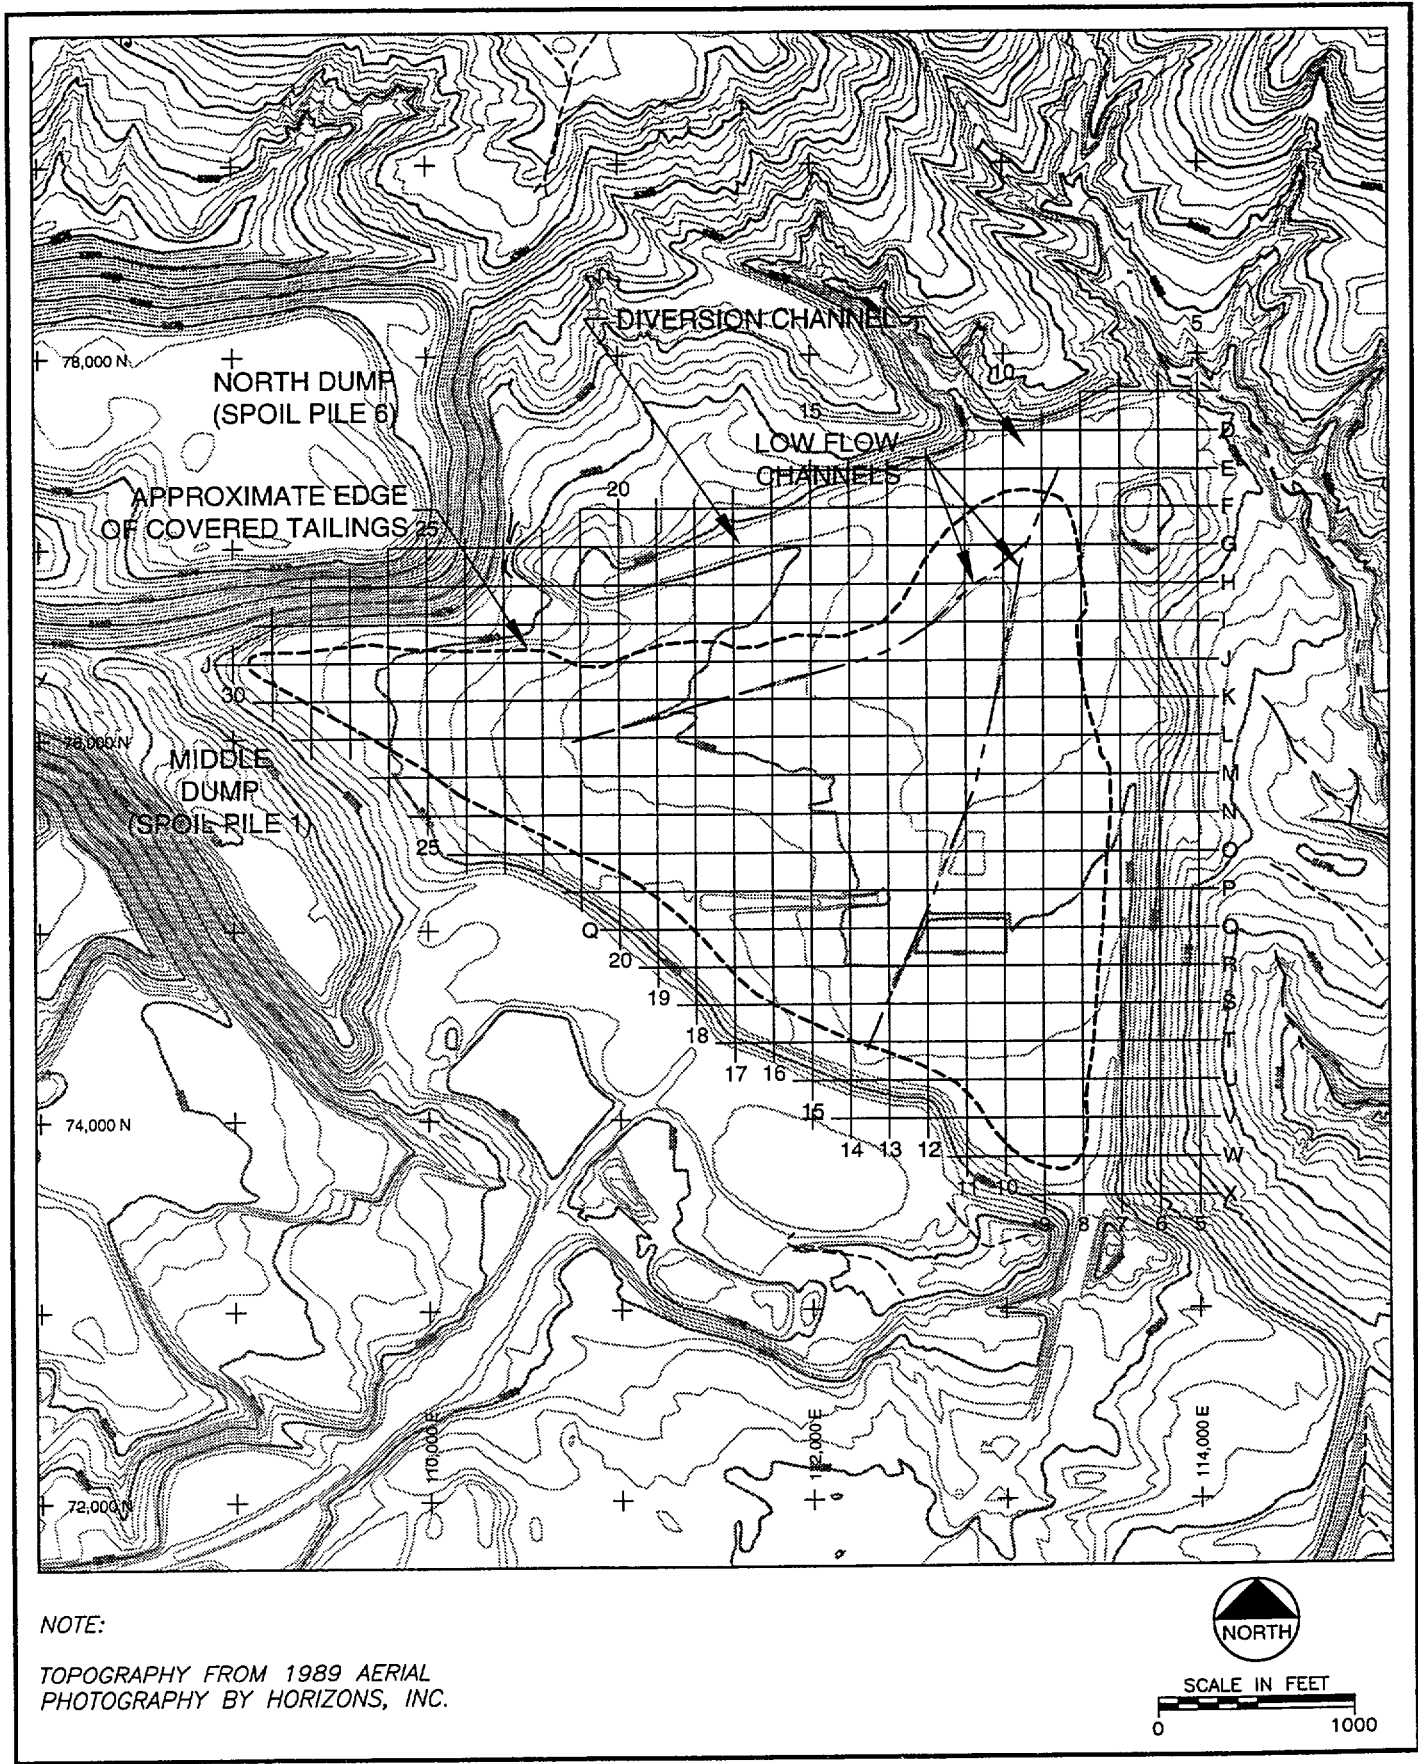 5
DIVERSION CHANNEL
78,000 N
10
NORTH DUMP
(SPOIL PILE 6)
15
D
LOW FLOW
CHANNELS
E
20
F
APPROXIMATE EDGE
OF COVERED TAILINGS
25
G
H
I
J
J
30
K
L
76,000 N
MIDDLE
DUMP
(SPOIL PILE 1)
M
N
25
O
P
Q
Q
20
R
19
S
18
T
17
16
U
15
V
74,000 N
14
13
12
W
11
10
X
9
8
7
6
5
110,000 E
112,000 E
114,000 E
72,000 N
NOTE:
TOPOGRAPHY FROM 1989 AERIAL
PHOTOGRAPHY BY HORIZONS, INC.
NORTH
SCALE IN FEET
0
1000